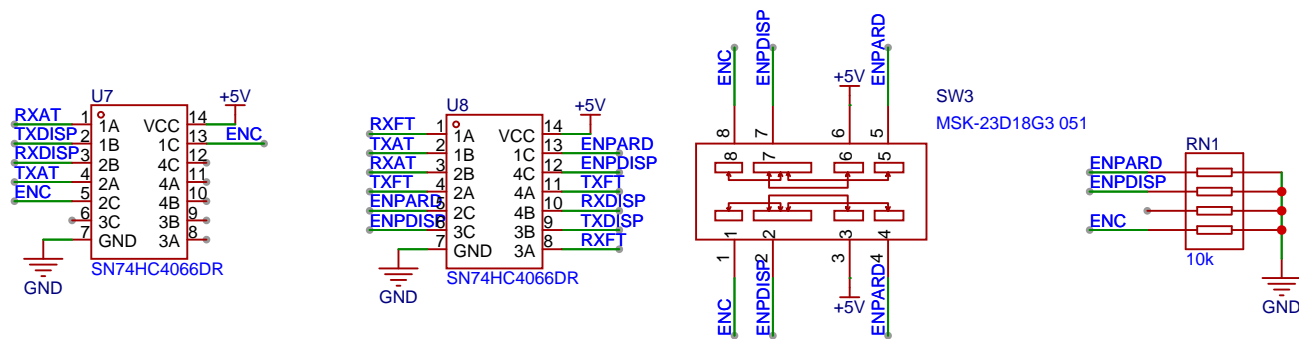 U7
+5V
RXAT 1 1A VCC 14
TXDISP 2 1B 1C 13 ENC
RXDISP 3 2B 4C 12
TXAT 4 2A 4A 11
ENC 5 2C 4B 10
6 3C 3B 9
7 GND 3A 8
SN74HC4066DR
GND
U8
+5V
RXFT 1 1A VCC 14
TXAT 2 1B 1C 13 ENPARD
RXAT 3 2B 4C 12 ENPDISP
TXFT 4 2A 4A 11 TXFT
ENPARD 5 2C 4B 10 RXDISP
ENPDISP 6 3C 3B 9 TXDISP
7 GND 3A 8 RXFT
SN74HC4066DR
GND
ENC ENPDISP +5V ENPARD
8 7 6 5
8 7 6 5
1 2 3 4
1 2 3 4
ENC ENPDISP +5V ENPARD
SW3
MSK-23D18G3 051
RN1
ENPARD
ENPDISP
ENC
10k
GND